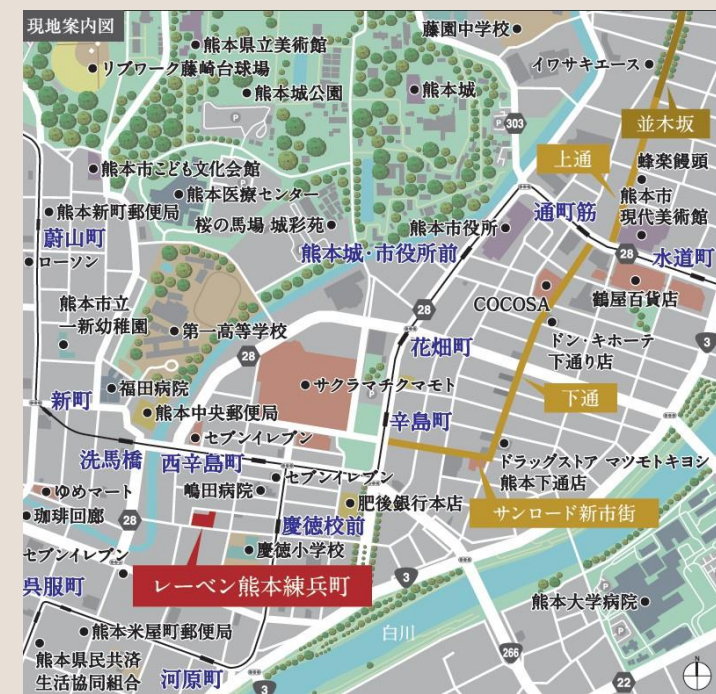 現地案内図
藤園中学校
熊本県立美術館
リブワーク藤崎台球場
イワサキエース
熊本城公園
熊本城
P
P
303
並木坂
上通
蜂楽饅頭
熊本市こども文化会館
熊本医療センター
熊本市
現代美術館
熊本新町郵便局
桜の馬場 城彩苑
熊本市役所
通町筋
蔚山町
熊本城・市役所前
28
水道町
ローソン
COCOSA
鶴屋百貨店
熊本市立
一新幼稚園
28
第一高等学校
ドン・キホーテ
下通り店
3
28
花畑町
福田病院
サクラマチクマモト
下通
新町
熊本中央郵便局
P
辛島町
セブンイレブン
洗馬橋
西辛島町
ドラッグストア マツモトキヨシ
熊本下通店
セブンイレブン
ゆめマート
嶋田病院
肥後銀行本店
サンロード新市街
珈琲回廊
28
慶徳校前
セブンイレブン
慶徳小学校
P
呉服町
レーベン熊本練兵町
3
熊本大学病院
熊本米屋町郵便局
白川
P
熊本県民共済
生活協同組合
266
河原町
3
22
N